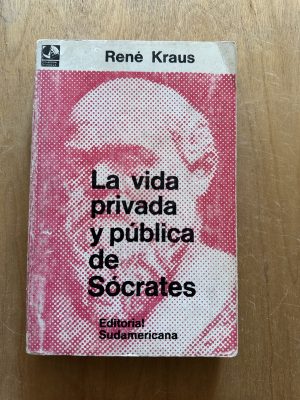 René Kraus
La vida
privada
y pública
de
Sócrates
Editorial
Sudamericana